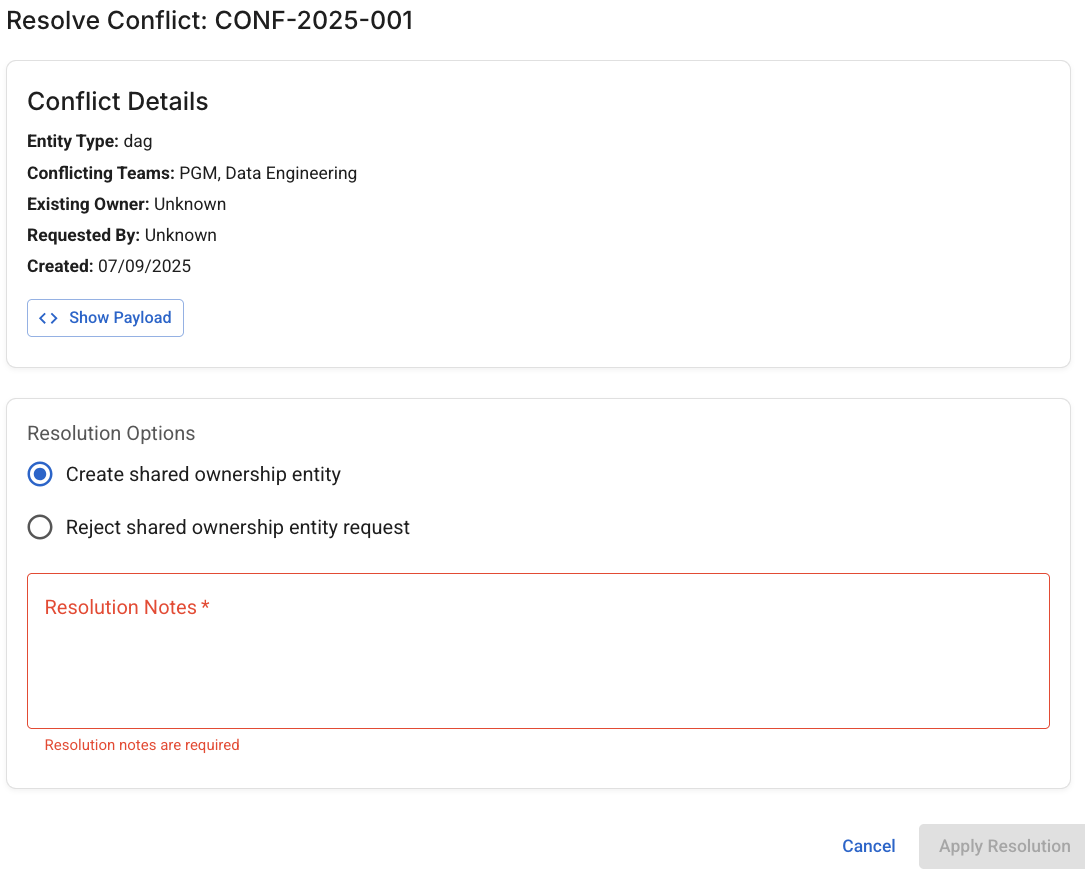 Resolve Conflict: CONF-2025-001
Conflict Details
Entity Type: dag
Conflicting Teams: PGM, Data Engineering
Existing Owner: Unknown
Requested By: Unknown
Created: 07/09/2025
<> Show Payload
Resolution Options
Create shared ownership entity
Reject shared ownership entity request
Resolution Notes *
Resolution notes are required
Cancel
Apply Resolution